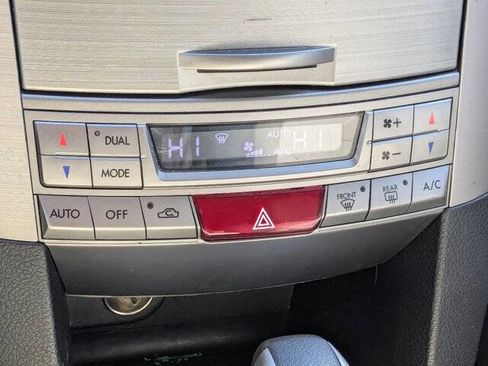 DUAL
MODE
HI AUTO HI
A/C
+
-
AUTO OFF
FRONT REAR A/C